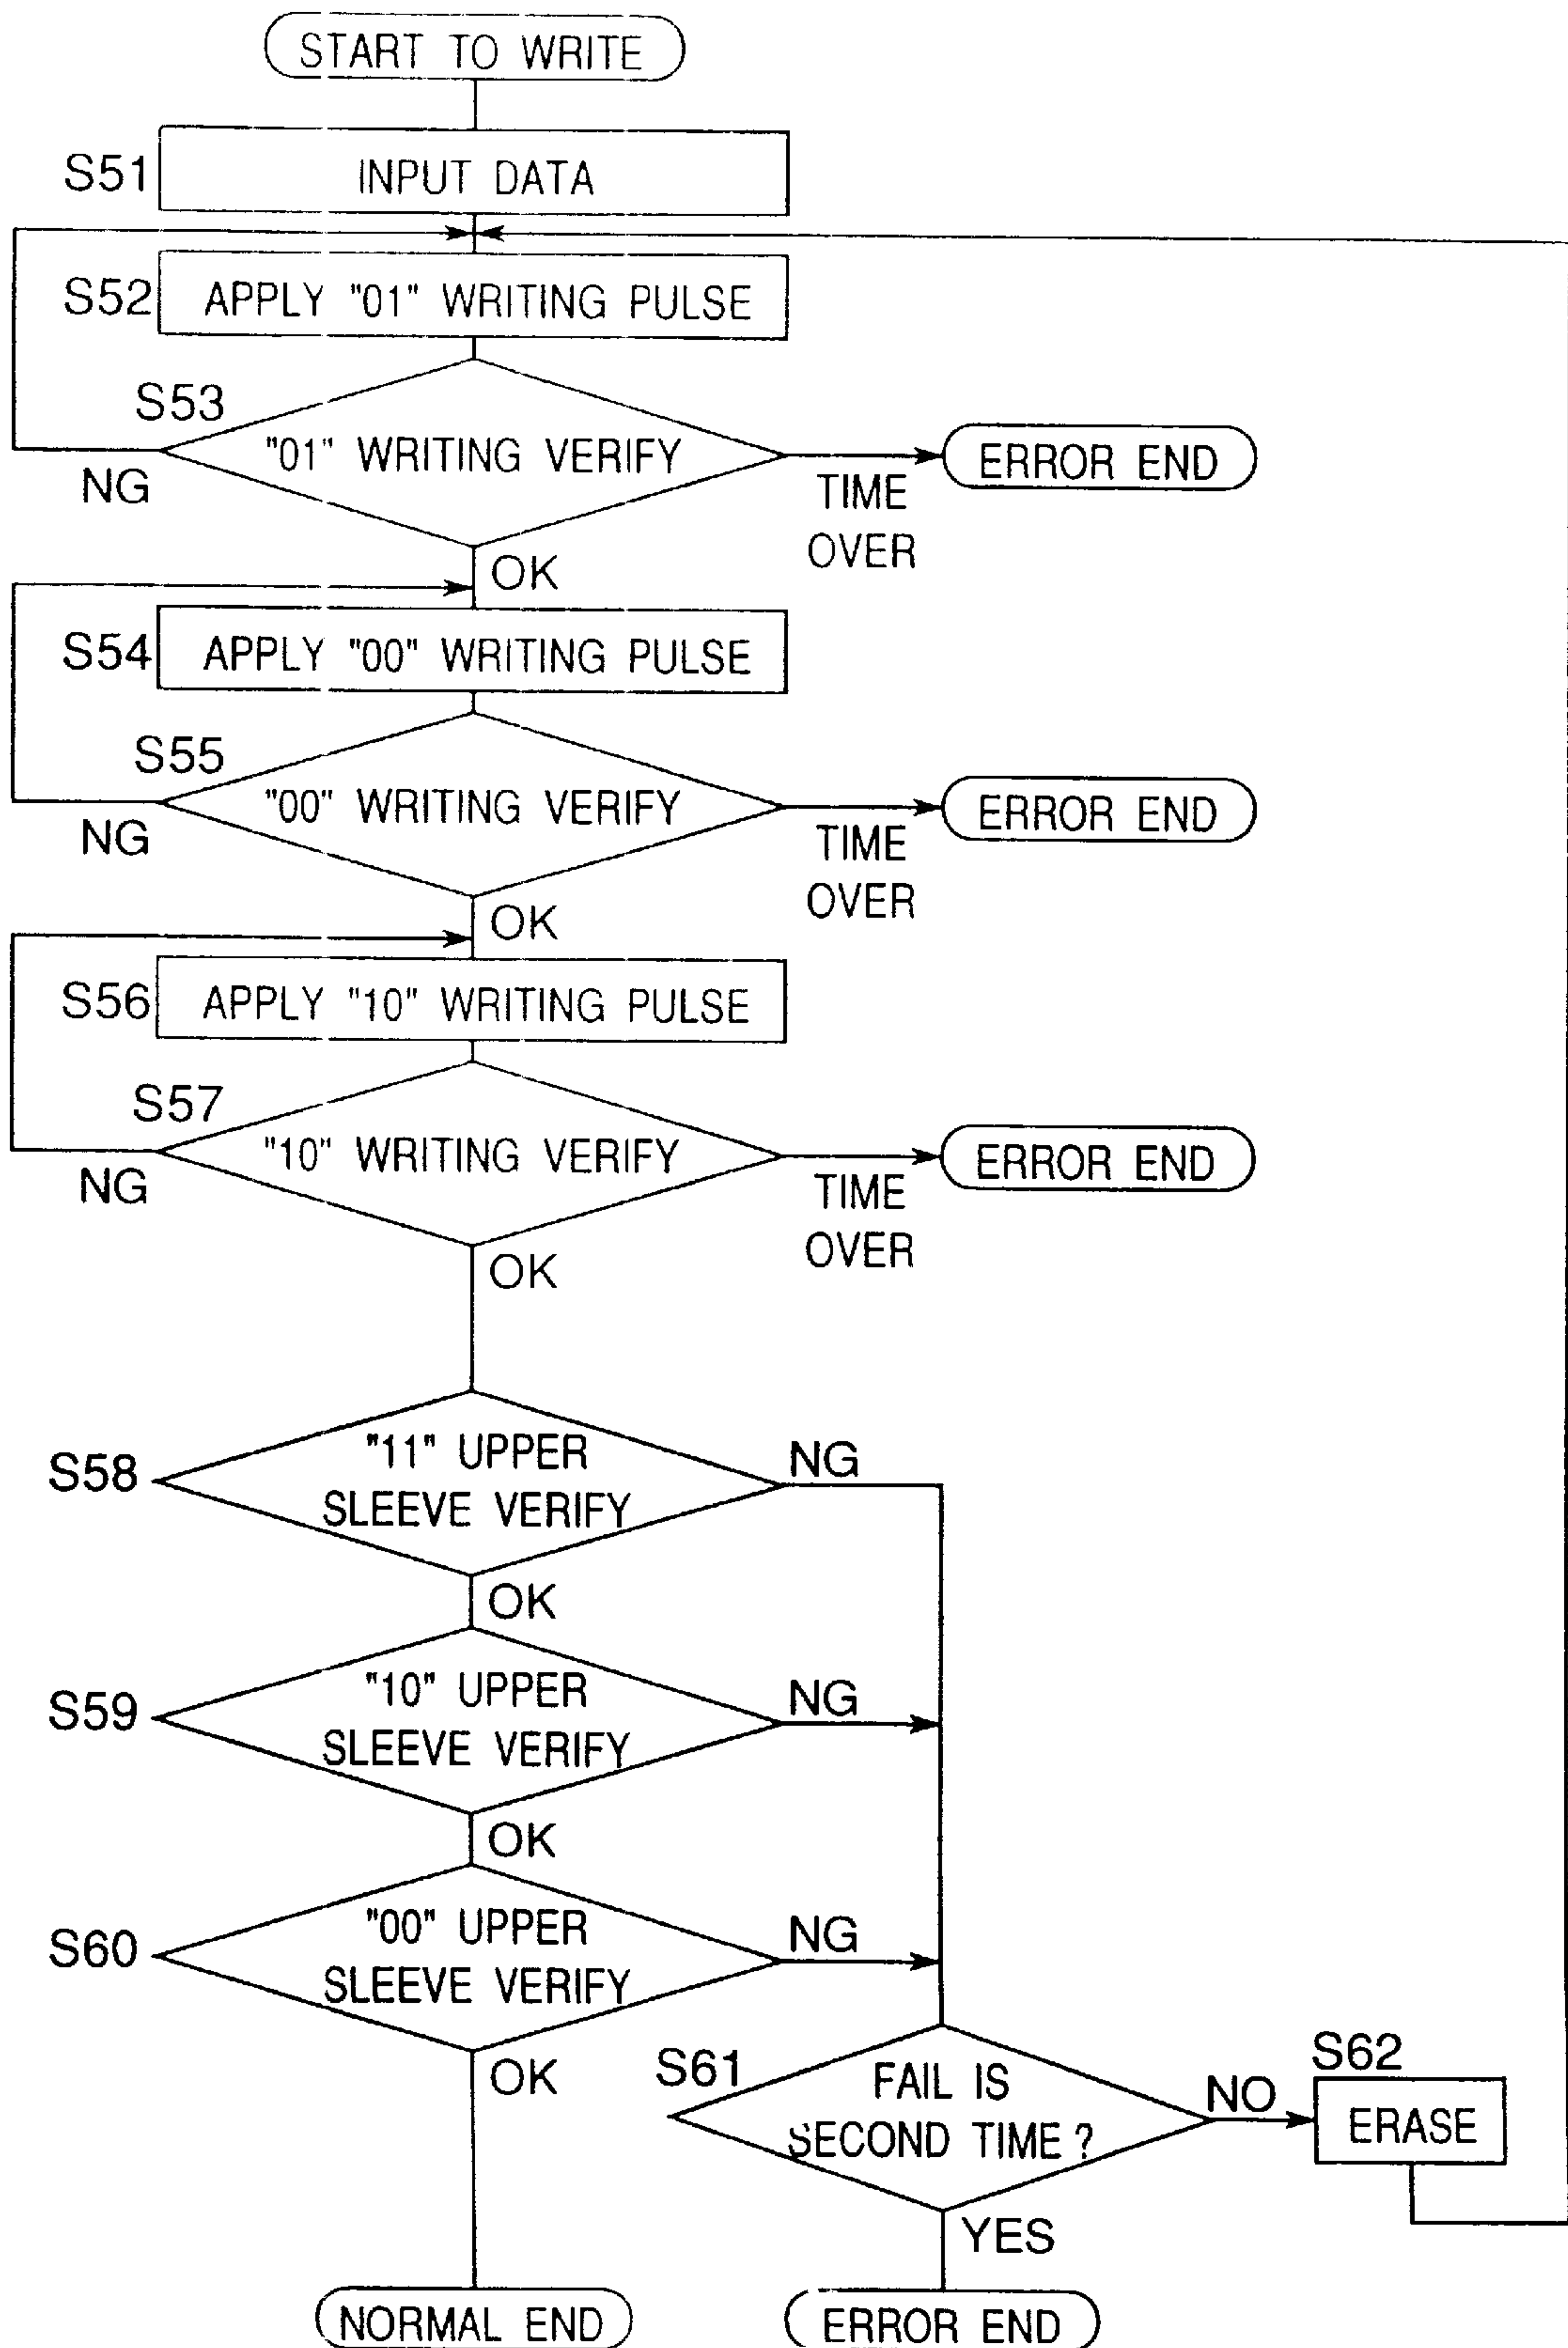 START TO WRITE
S51
INPUT DATA
S52
APPLY "01" WRITING PULSE
S53
"01" WRITING VERIFY
NG
TIME
OVER
ERROR END
OK
S54
APPLY "00" WRITING PULSE
S55
"00" WRITING VERIFY
NG
TIME
OVER
ERROR END
OK
S56
APPLY "10" WRITING PULSE
S57
"10" WRITING VERIFY
NG
TIME
OVER
ERROR END
OK
S58
"11" UPPER
SLEEVE VERIFY
NG
OK
S59
"10" UPPER
SLEEVE VERIFY
NG
OK
S60
"00" UPPER
SLEEVE VERIFY
NG
OK
S61
FAIL IS
SECOND TIME ?
NO
S62
ERASE
YES
NORMAL END
ERROR END